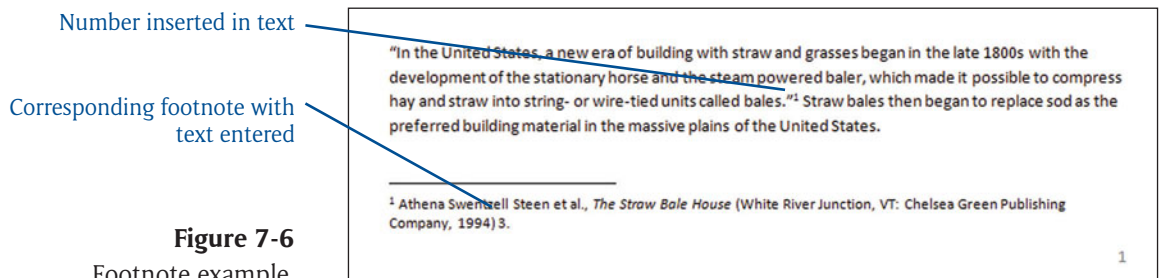 Number inserted in text
Corresponding footnote with
text entered
Figure 7-6
Footnote example.
“In the United States, a new era of building with straw and grasses began in the late 1800s with the
development of the stationary horse and the steam powered baler, which made it possible to compress
hay and straw into string- or wire-tied units called bales.”¹ Straw bales then began to replace sod as the
preferred building material in the massive plains of the United States.
¹ Athena Swentzell Steen et al., The Straw Bale House (White River Junction, VT: Chelsea Green Publishing
Company, 1994) 3.
1